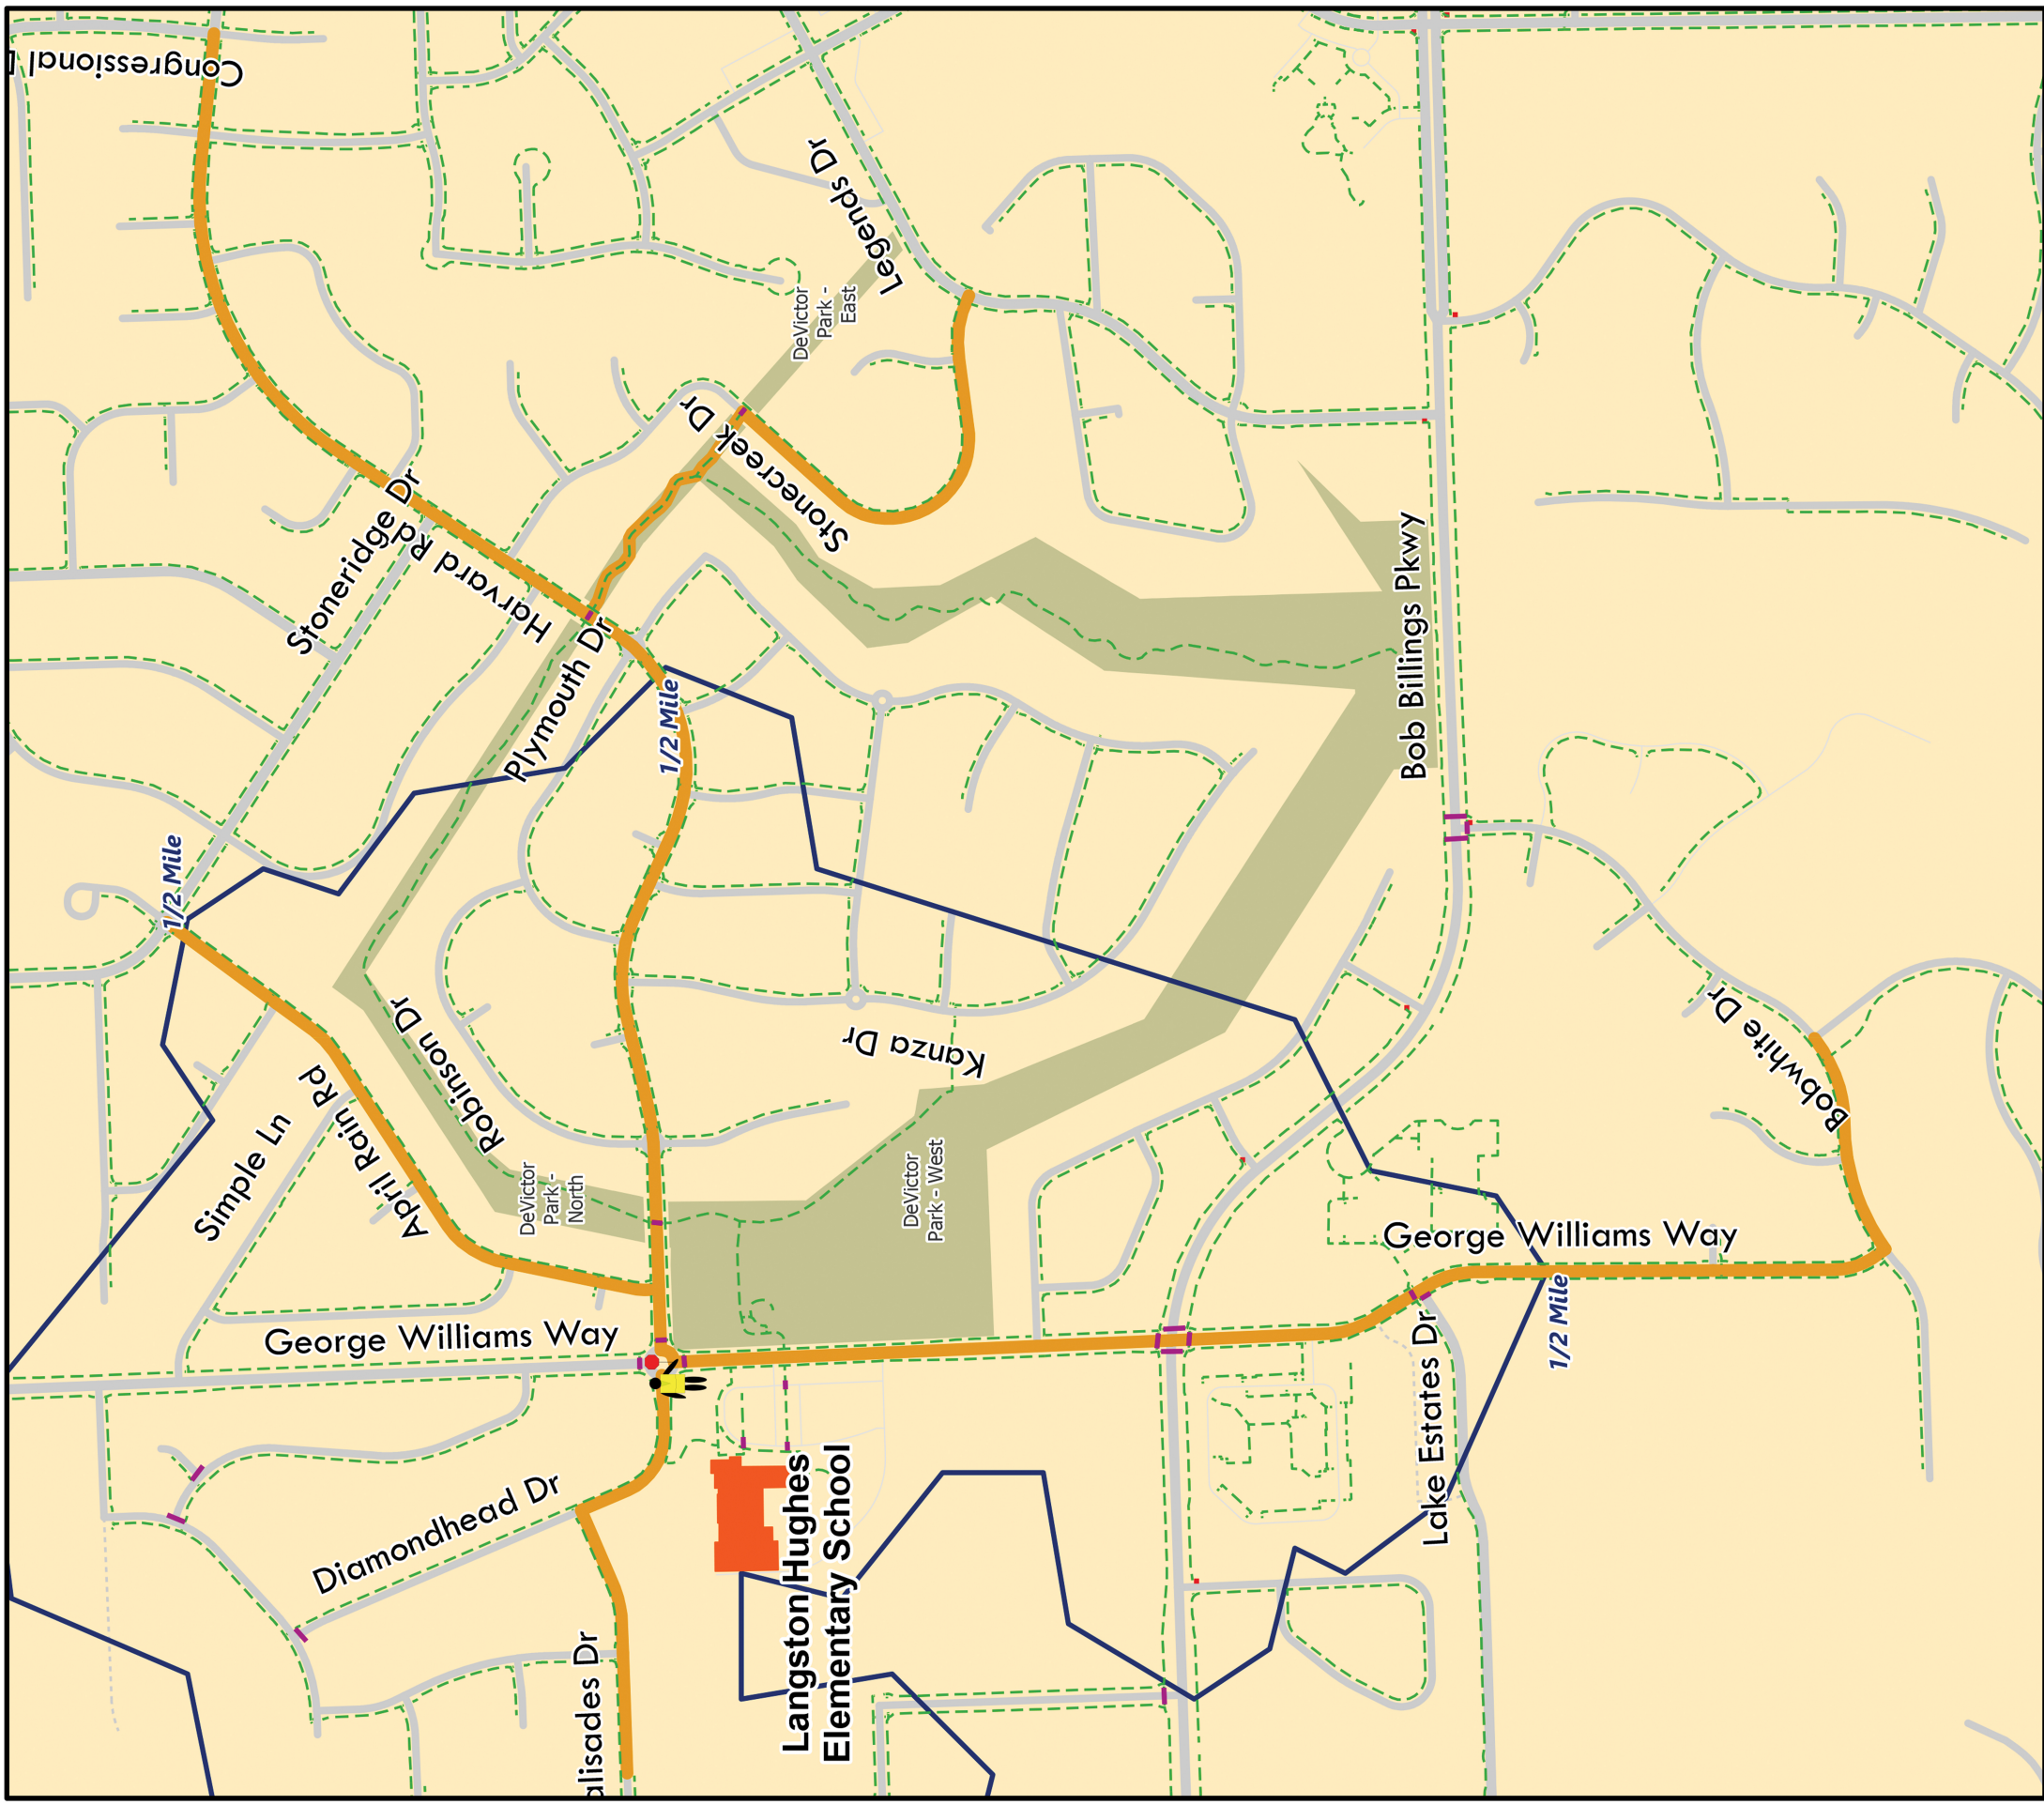 Congressional
Legends Dr
DeVictor
Park -
East
Stonecreek Dr
Stoneridge Dr
Harvard Rd
Plymouth Dr
1/2 Mile
Bob Billings Pkwy
1/2 Mile
Robinson Dr
Kanza Dr
Bobwhite Dr
Simple Ln
April Rain Rd
DeVictor
Park -
North
DeVictor
Park - West
George Williams Way
George Williams Way
1/2 Mile
Lake Estates Dr
Diamondhead Dr
Langston Hughes
Elementary School
alisades Dr